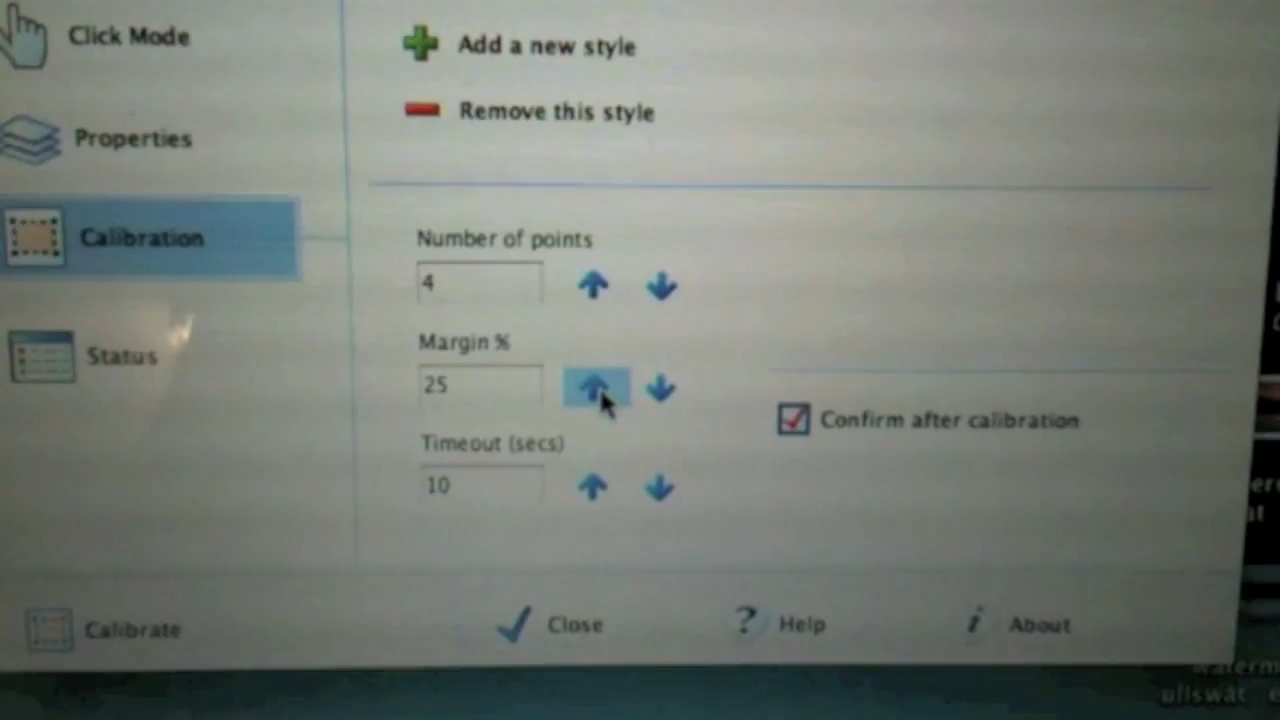 Click Mode
Properties
Calibration
Status
Add a new style
Remove this style
Number of points
4
Margin %
25
Timeout (secs)
10
Confirm after calibration
Calibrate
Close
? Help
i About